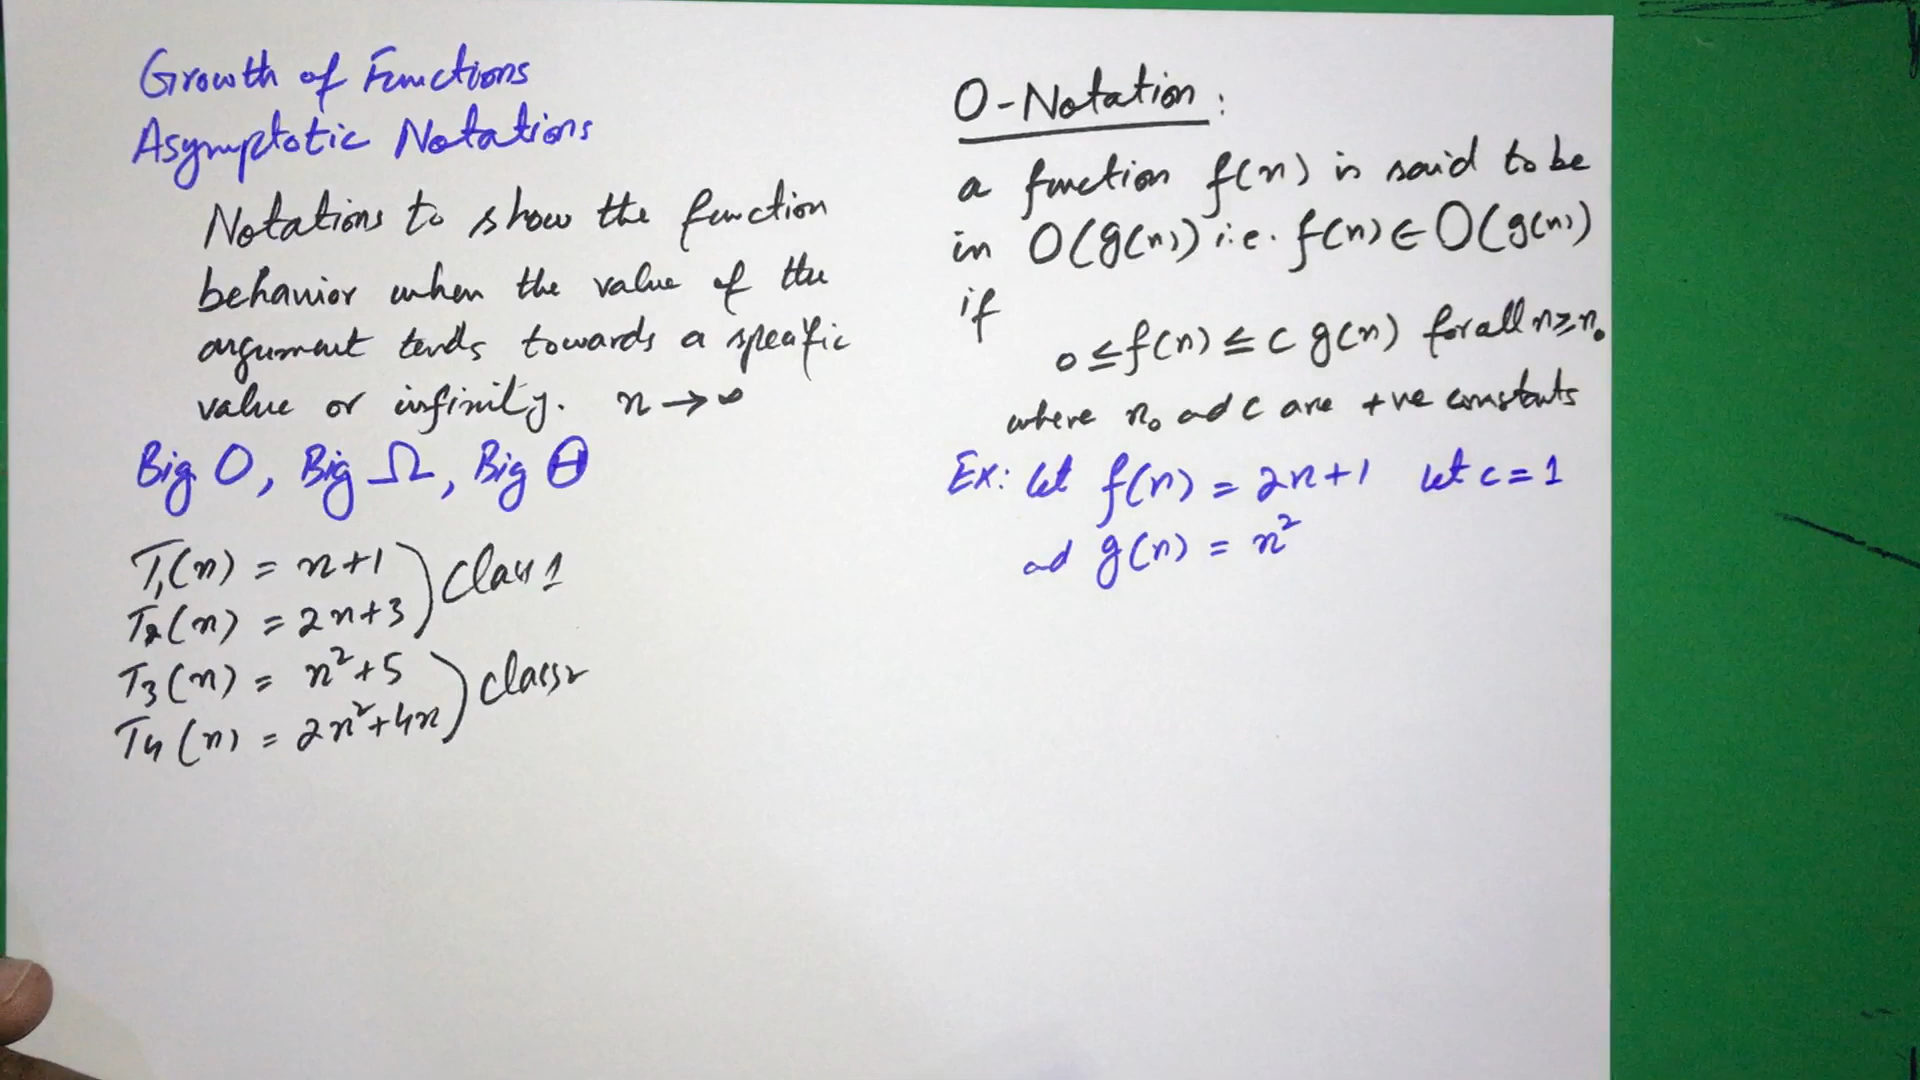 Growth of Functions
Asymptotic Notations
Notations to show the function
behavior when the value of the
argument tends towards a specific
value or infinity. n → ∞
Big O, Big Ω, Big Θ
T₁(n) = n+1
T₂(n) = 2n+3 ) Class 1
T₃(n) = n²+5
T₄(n) = 2n²+4n ) class 2
O-Notation:
a function f(n) is said to be
in O(g(n)) i.e. f(n) ∈ O(g(n))
if
0 ≤ f(n) ≤ c g(n) for all n ≥ n₀
where n₀ ad c are +ve constants
Ex: let f(n) = 2n+1 let c = 1
ad g(n) = n²